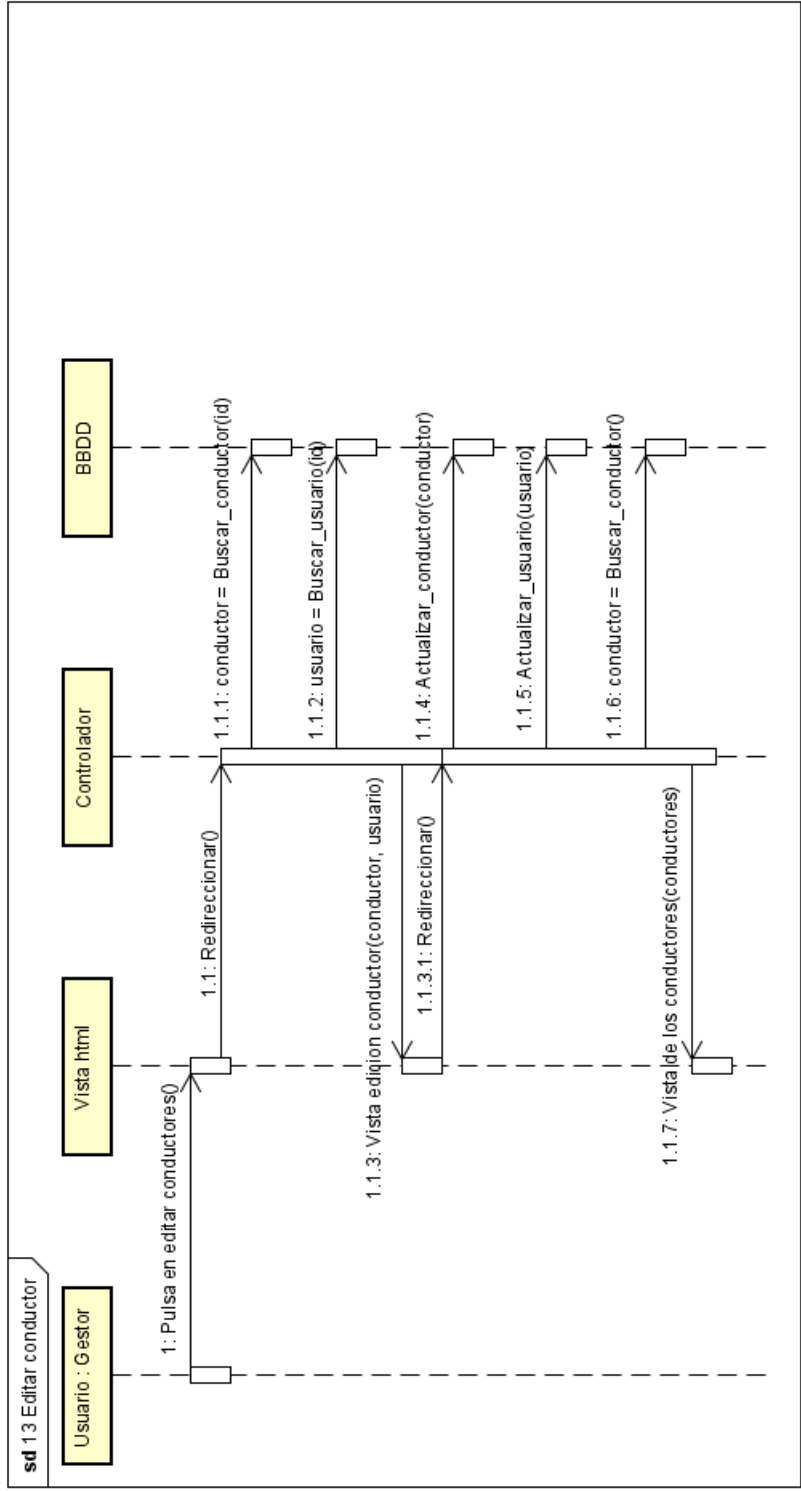 sd 13 Editar conductor
Usuario : Gestor
Vista html
Controlador
BBDD
1: Pulsa en editar conductores()
1.1: Redireccionar()
1.1.1: conductor = Buscar_conductor(id)
1.1.2: usuario = Buscar_usuario(id)
1.1.3: Vista edicion conductor(conductor, usuario)
1.1.3.1: Redireccionar()
1.1.4: Actualizar_conductor(conductor)
1.1.5: Actualizar_usuario(usuario)
1.1.6: conductor = Buscar_conductor()
1.1.7: Vista de los conductores(conductores)